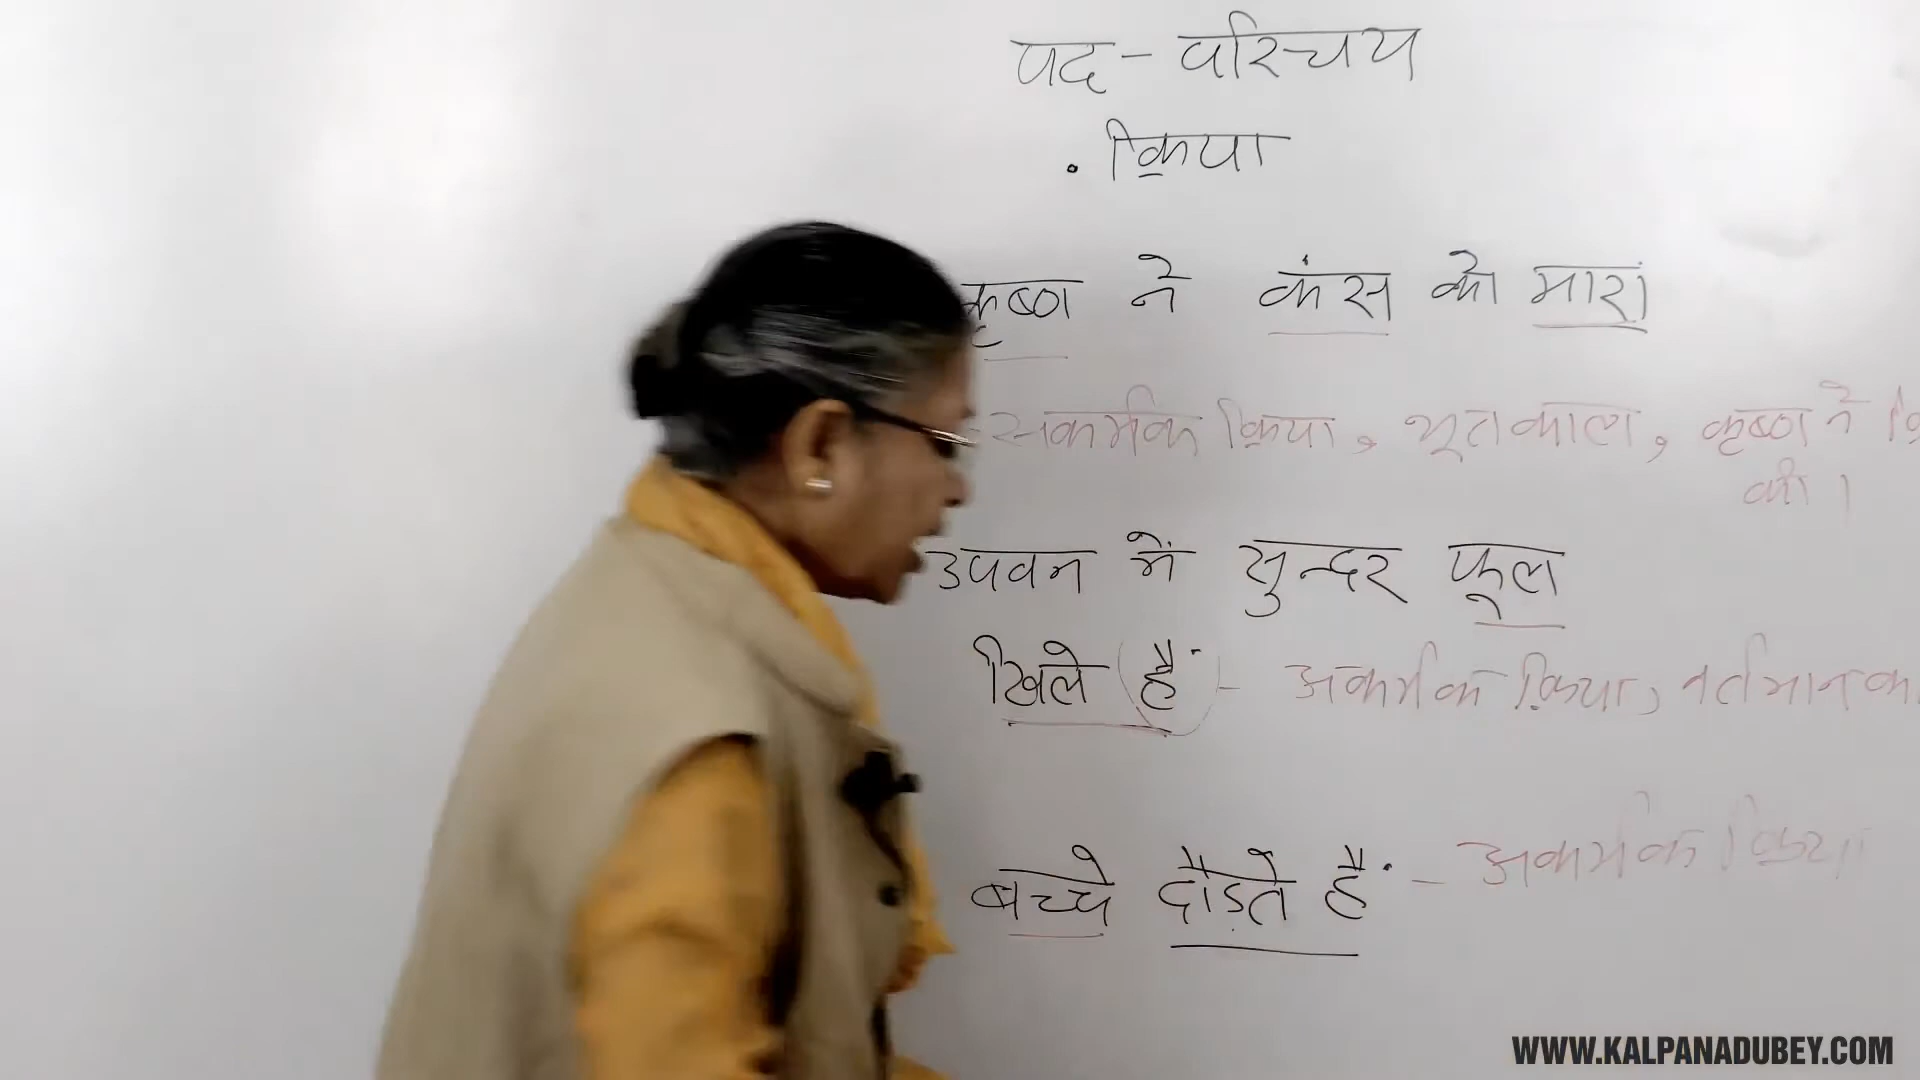 पद - परिचय
. क्रिया
कृष्ण ने कंस को मारा
सकर्मक क्रिया, भूतकाल, कृष्ण ने
की।
उपवन में सुन्दर फूल
खिले (हैं) - अकर्मक क्रिया, वर्तमान का
बच्चे दौड़ते हैं - अकर्मक क्रिया
WWW.KALPANADUBEY.COM